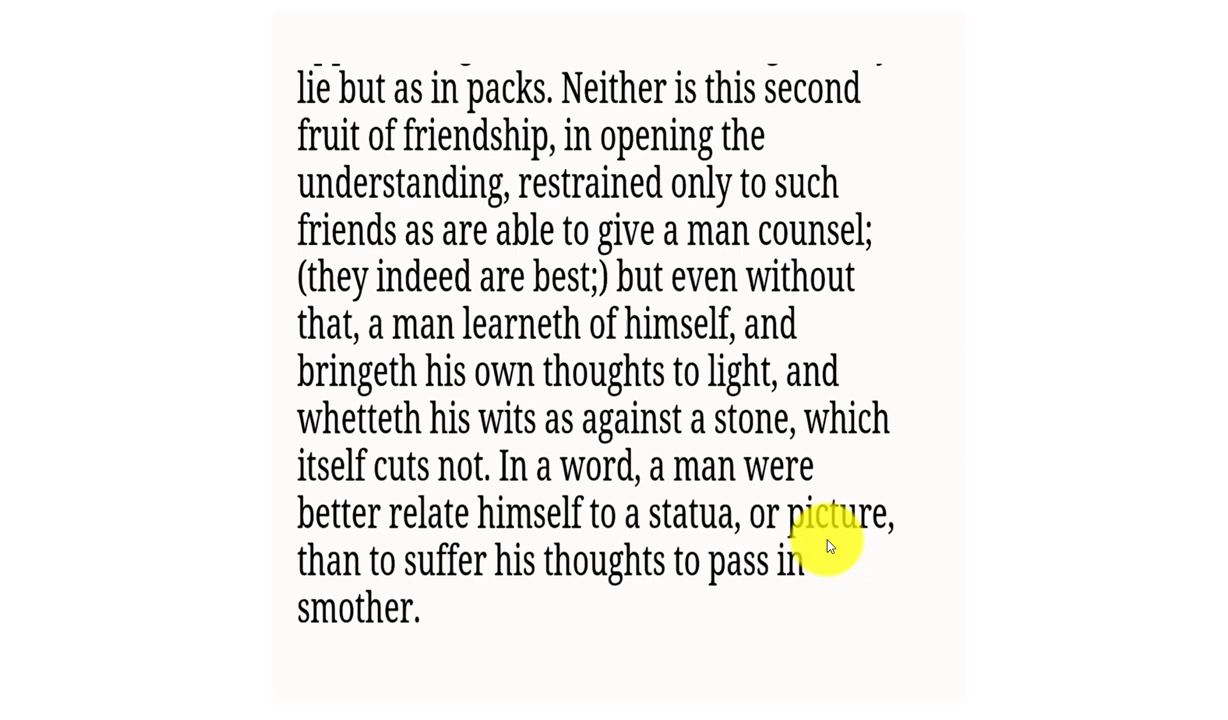 lie but as in packs. Neither is this second
fruit of friendship, in opening the
understanding, restrained only to such
friends as are able to give a man counsel;
(they indeed are best;) but even without
that, a man learneth of himself, and
bringeth his own thoughts to light, and
whetteth his wits as against a stone, which
itself cuts not. In a word, a man were
better relate himself to a statua, or picture,
than to suffer his thoughts to pass in
smother.